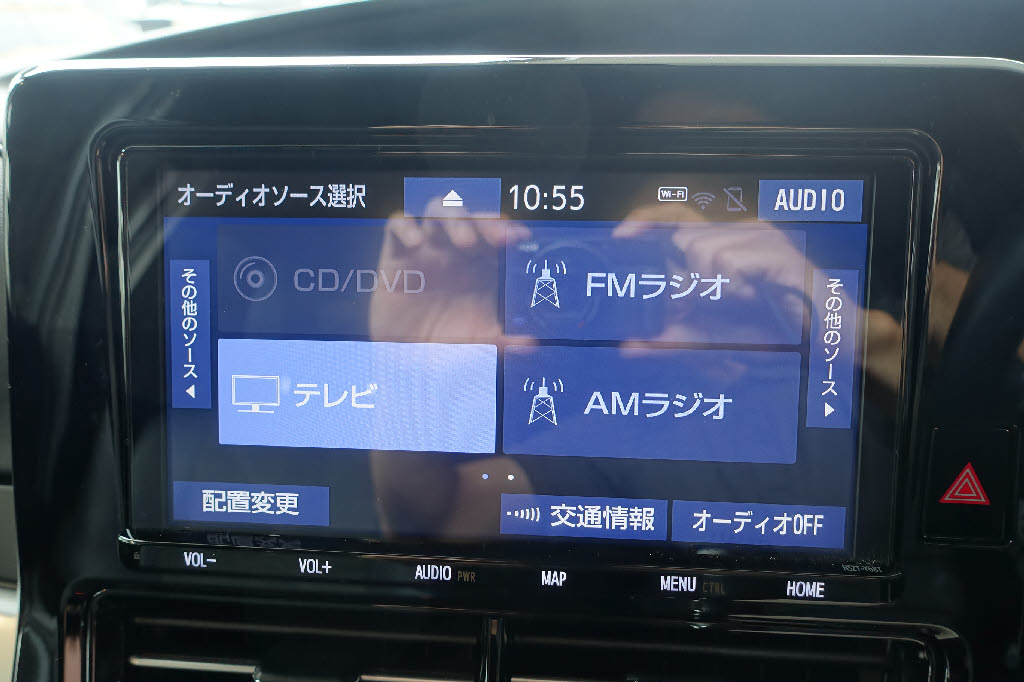 オーディオソース選択
10:55
Wi-Fi
AUDIO
その他のソース
CD/DVD
FMラジオ
その他のソース
テレビ
AMラジオ
配置変更
交通情報
オーディオOFF
VOL-
VOL+
AUDIO PWR
MAP
MENU CTRL
HOME